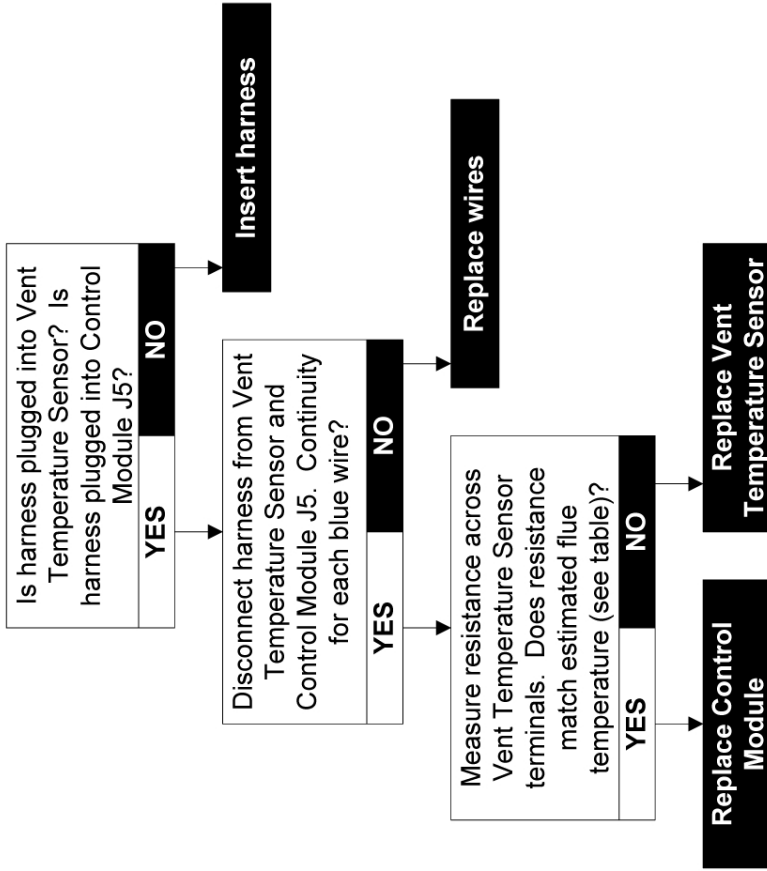 Is harness plugged into Vent
Temperature Sensor? Is
harness plugged into Control
Module J5?
YES
NO
Insert harness
Disconnect harness from Vent
Temperature Sensor and
Control Module J5. Continuity
for each blue wire?
YES
NO
Replace wires
Measure resistance across
Vent Temperature Sensor
terminals. Does resistance
match estimated flue
temperature (see table)?
YES
NO
Replace Control
Module
Replace Vent
Temperature Sensor